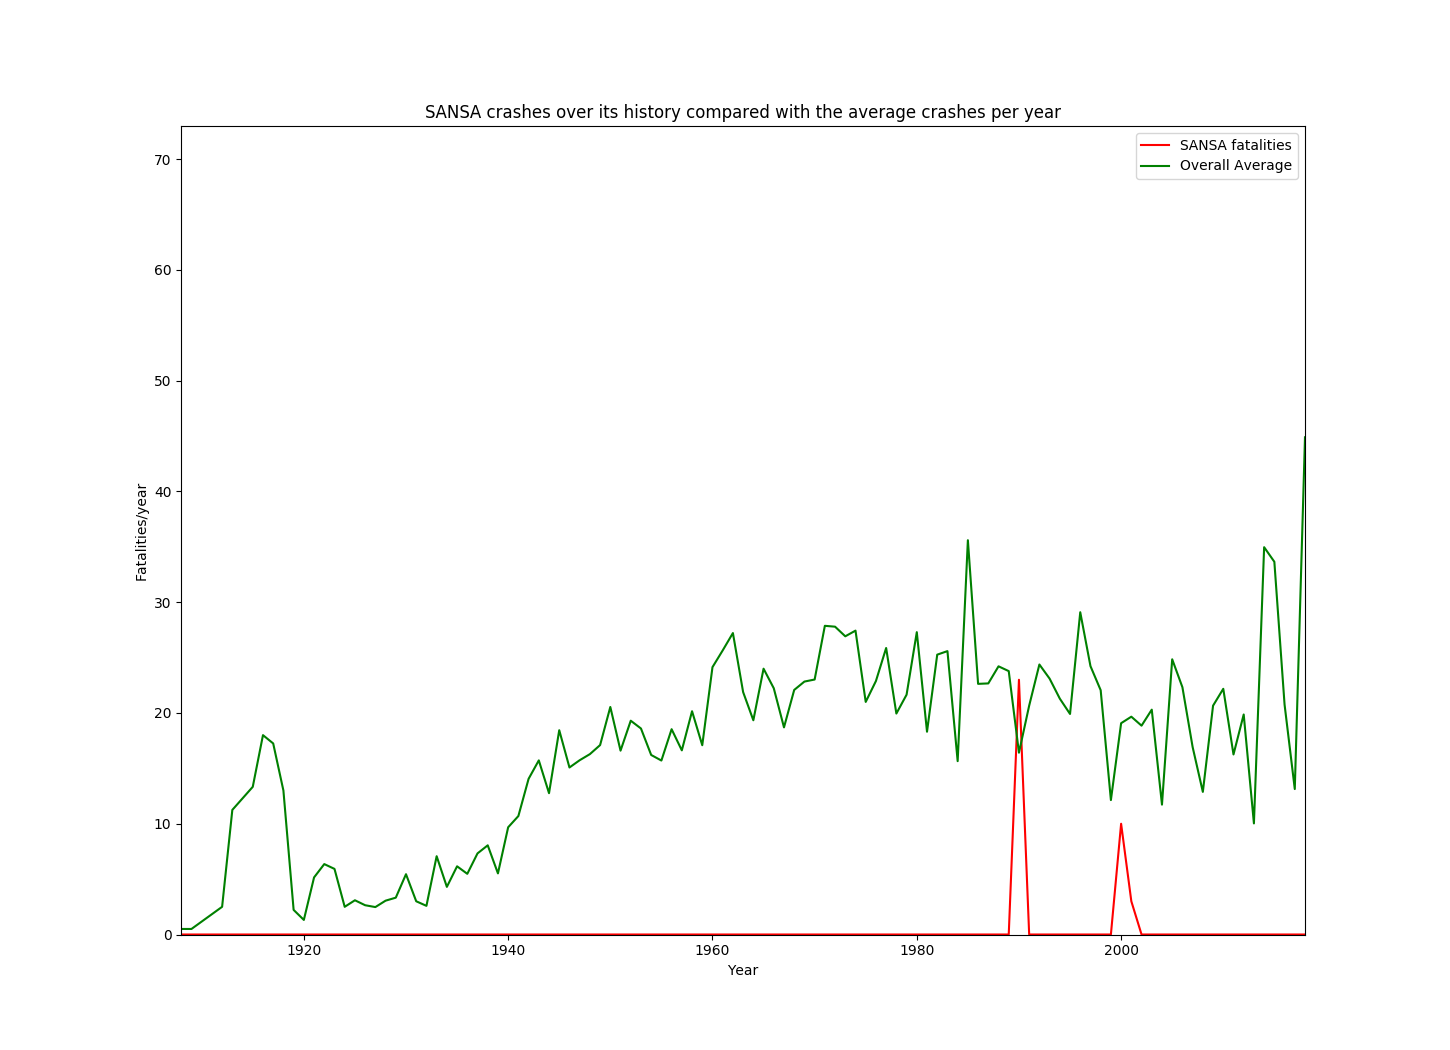 SANSA crashes over its history compared with the average crashes per year
SANSA fatalities
Overall Average
70
60
50
40
30
20
10
0
Fatalities/year
1920
1940
1960
1980
2000
Year